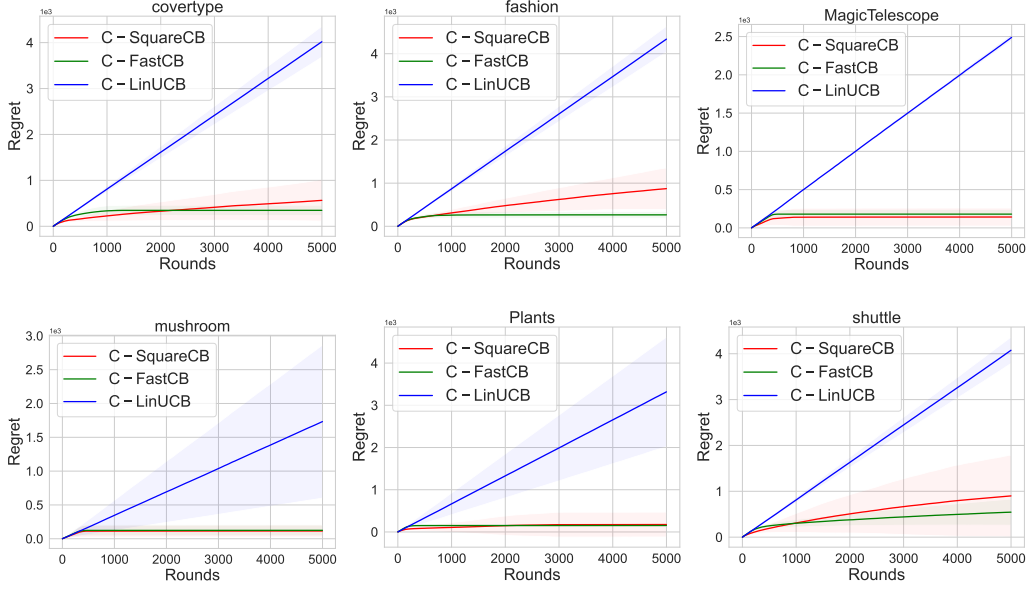 covertype
1e3
C − SquareCB
C − FastCB
C − LinUCB
Regret
4
3
2
1
0
0 1000 2000 3000 4000 5000
Rounds
fashion
1e3
C − SquareCB
C − FastCB
C − LinUCB
Regret
4
3
2
1
0
0 1000 2000 3000 4000 5000
Rounds
MagicTelescope
1e3
C − SquareCB
C − FastCB
C − LinUCB
Regret
2.5
2.0
1.5
1.0
0.5
0.0
0 1000 2000 3000 4000 5000
Rounds
mushroom
1e3
C − SquareCB
C − FastCB
C − LinUCB
Regret
3.0
2.5
2.0
1.5
1.0
0.5
0.0
0 1000 2000 3000 4000 5000
Rounds
Plants
1e3
C − SquareCB
C − FastCB
C − LinUCB
Regret
4
3
2
1
0
0 1000 2000 3000 4000 5000
Rounds
shuttle
1e3
C − SquareCB
C − FastCB
C − LinUCB
Regret
4
3
2
1
0
0 1000 2000 3000 4000 5000
Rounds